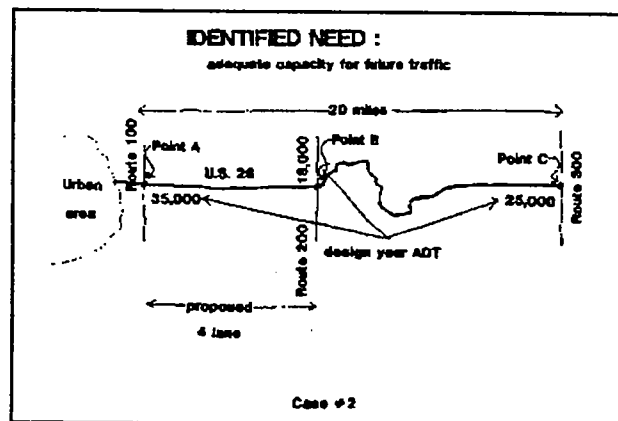 IDENTIFIED NEED :
adequate capacity for future traffic
20 miles
Route 100
Point A
18,000
Point B
Point C
Route 300
Urban
area
U.S. 26
35,000
25,000
Route 200
design year ADT
proposed
4 lane
Case #2